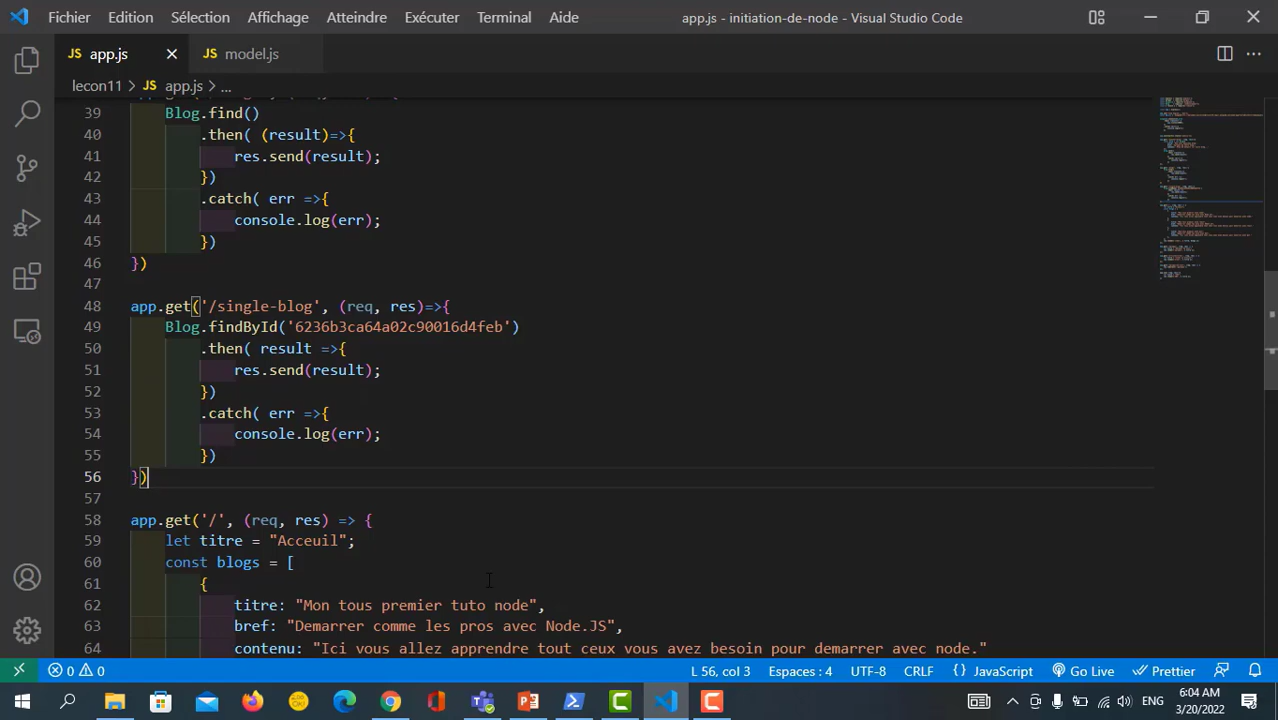 Fichier Edition Sélection Affichage Atteindre Exécuter Terminal Aide app.js - initiation-de-node - Visual Studio Code
JS app.js JS model.js
lecon11 > JS app.js > ...
39 Blog.find()
40 .then( (result)=>{
41 res.send(result);
42 })
43 .catch( err =>{
44 console.log(err);
45 })
46 })
47
48 app.get('/single-blog', (req, res)=>{
49 Blog.findById('6236b3ca64a02c90016d4feb')
50 .then( result =>{
51 res.send(result);
52 })
53 .catch( err =>{
54 console.log(err);
55 })
56 })
57
58 app.get('/', (req, res) => {
59 let titre = "Acceuil";
60 const blogs = [
61 {
62 titre: "Mon tous premier tuto node",
63 bref: "Demarrer comme les pros avec Node.JS",
64 contenu: "Ici vous allez apprendre tout ceux vous avez besoin pour demarrer avec node."
0 0 L 56, col 3 Espaces : 4 UTF-8 CRLF {} JavaScript Go Live Prettier
ENG 6:04 AM
3/20/2022